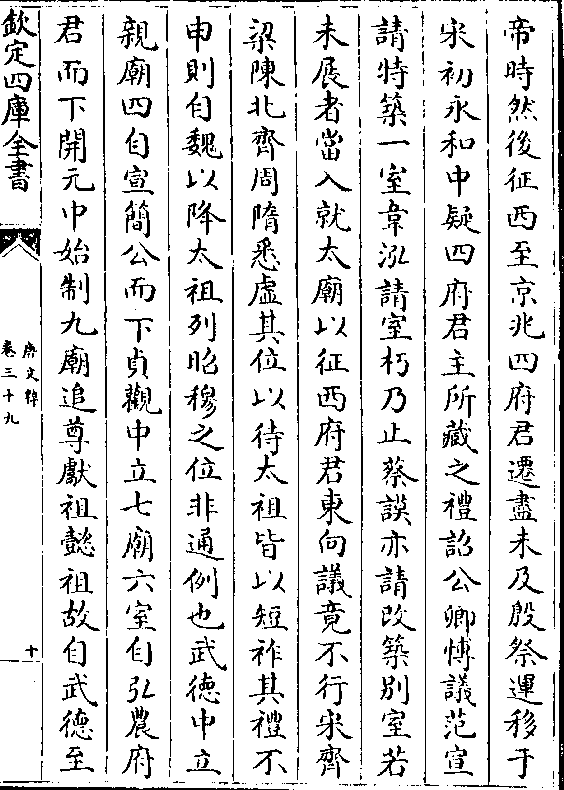 帝時然後征西至京兆四府君遷盡未及殷祭運移于
宋初永和中疑四府君主所藏之禮詔公卿愽議范宣
請特築一室韋泓請室朽乃止蔡謨亦請改築别室若
未展者當入就太廟以征西府君東向議竟不行宋齊
梁陳北齊周隋悉虛其位以待太祖皆以短祚其禮不
申則自魏以降太祖列昭穆之位非通例也武德中立
親廟四自宣簡公而下貞觀中立七廟六室自弘農府
君而下開元中始制九廟追尊獻祖懿祖故自武德至
欽定四庫全書
唐文粹
卷三十九
十